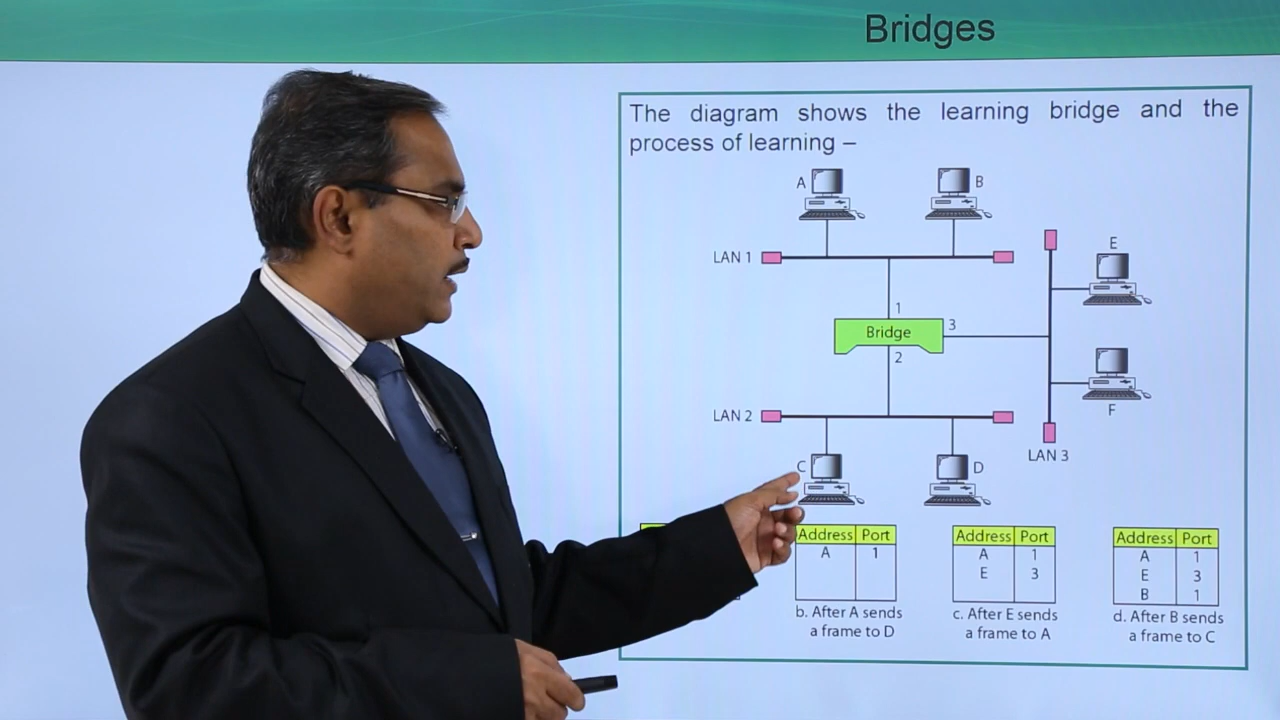 Bridges
The diagram shows the learning bridge and the
process of learning –
A
B
LAN 1
E
1
Bridge
3
2
F
LAN 2
LAN 3
C
D
Address Port
A 1
b. After A sends
a frame to D
Address Port
A 1
E 3
c. After E sends
a frame to A
Address Port
A 1
E 3
B 1
d. After B sends
a frame to C